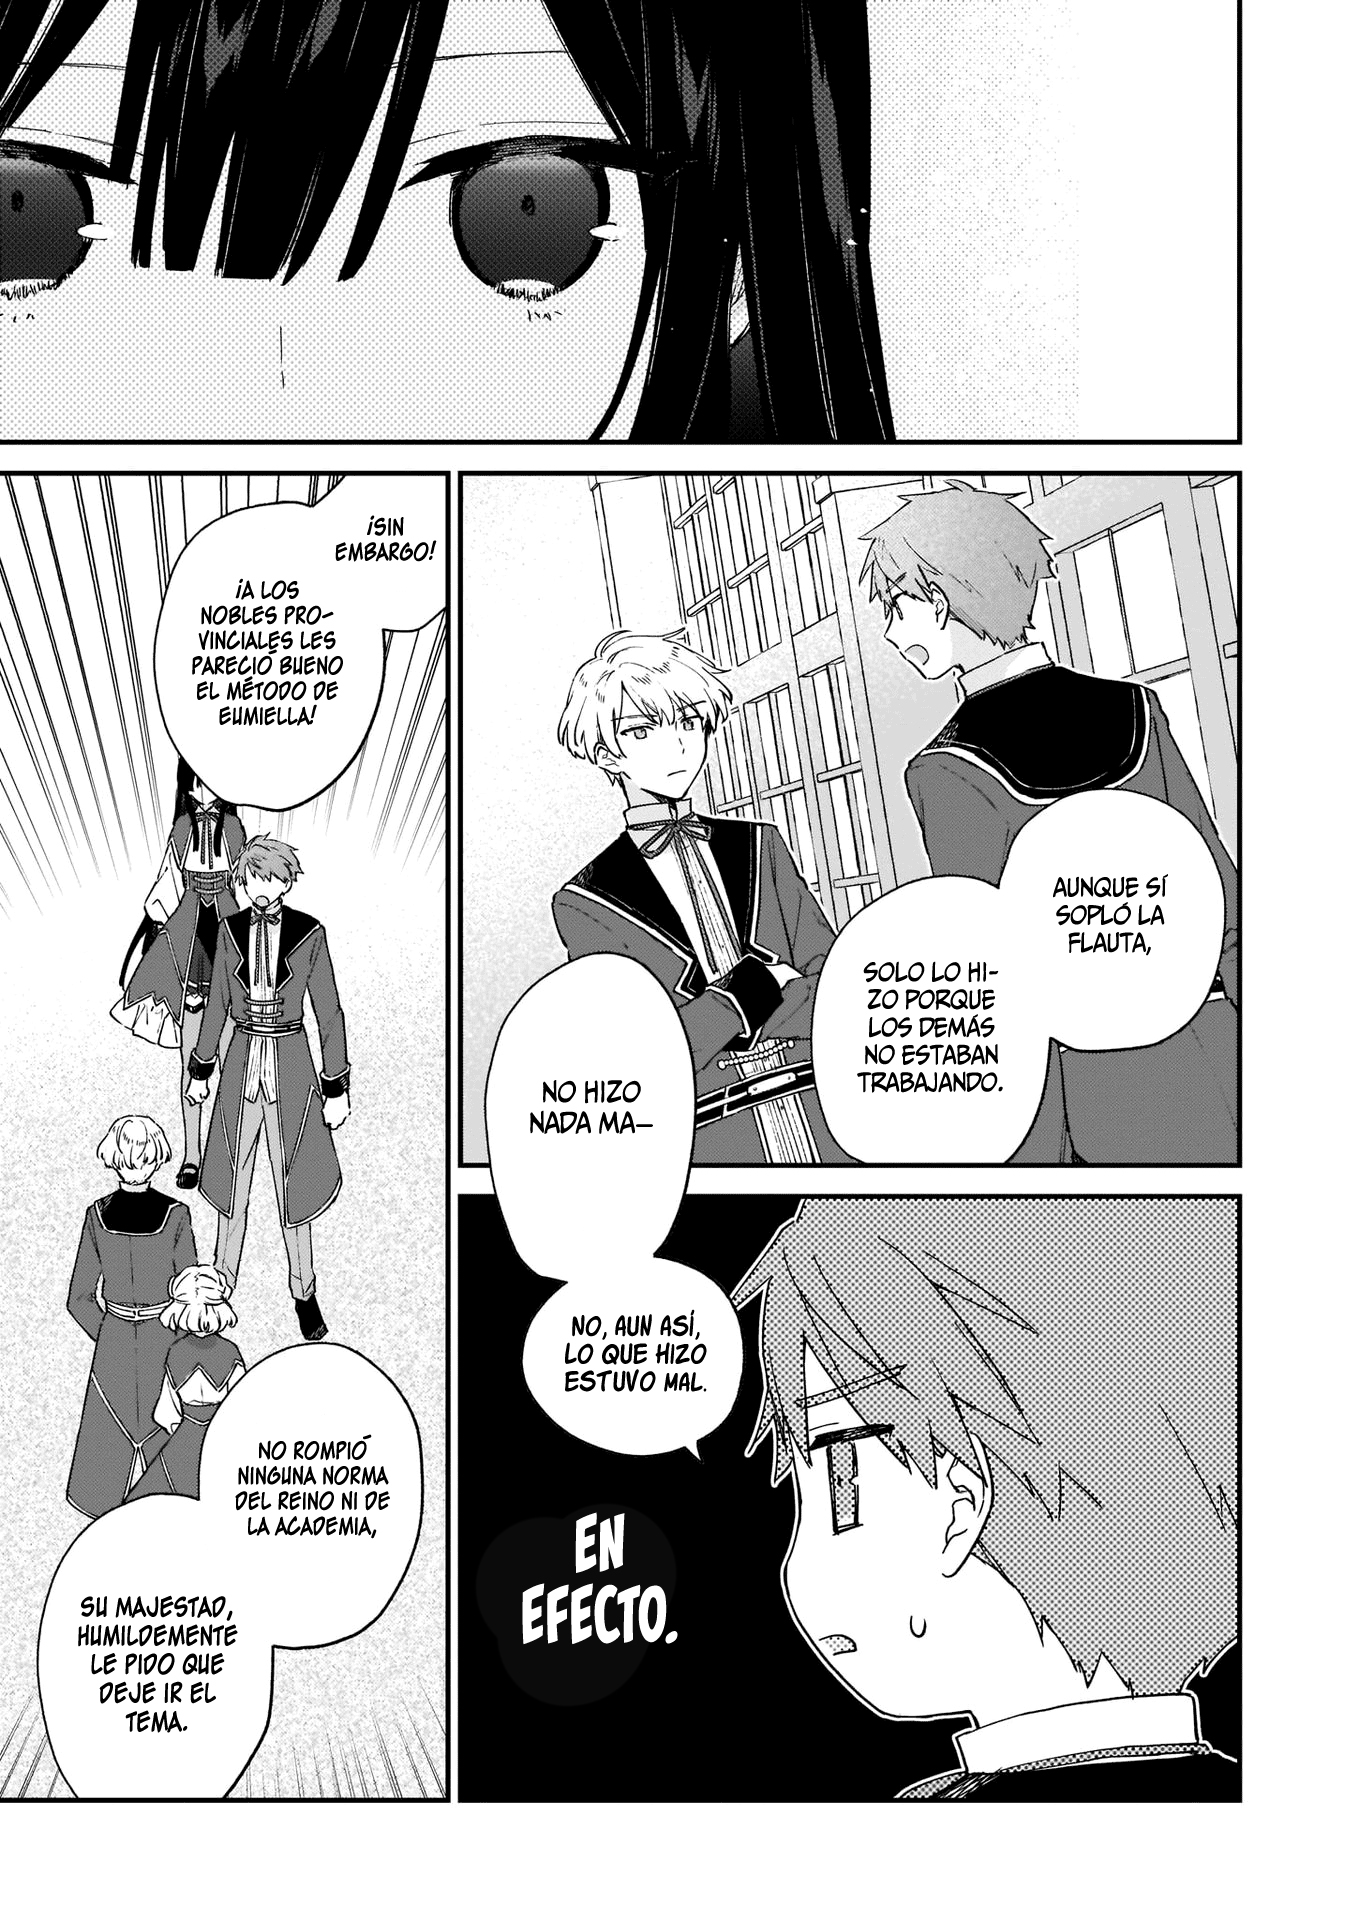 AUNQUE SÍ
SOPLÓ LA
FLAUTA,
SOLO LO HI-
ZO PORQUE
LOS DEMÁS
NO ESTABAN
TRABAJANDO.
NO HIZO
NADA MA—
NO, AUN ASÍ,
LO QUE HIZO
ESTUVO MAL.
EN
EFECTO.
¡SIN
EMBARGO!
¡A LOS
NOBLES PRO-
VINCIALES LES
PARECIÓ BUENO
EL MÉTODO DE
EUMIELLA!
NO ROMPIÓ
NINGUNA NORMA
DEL REINO NI DE
LA ACADEMIA,
SU MAJESTAD,
HUMILDEMENTE
LE PIDO QUE
DEJE IR EL
TEMA.